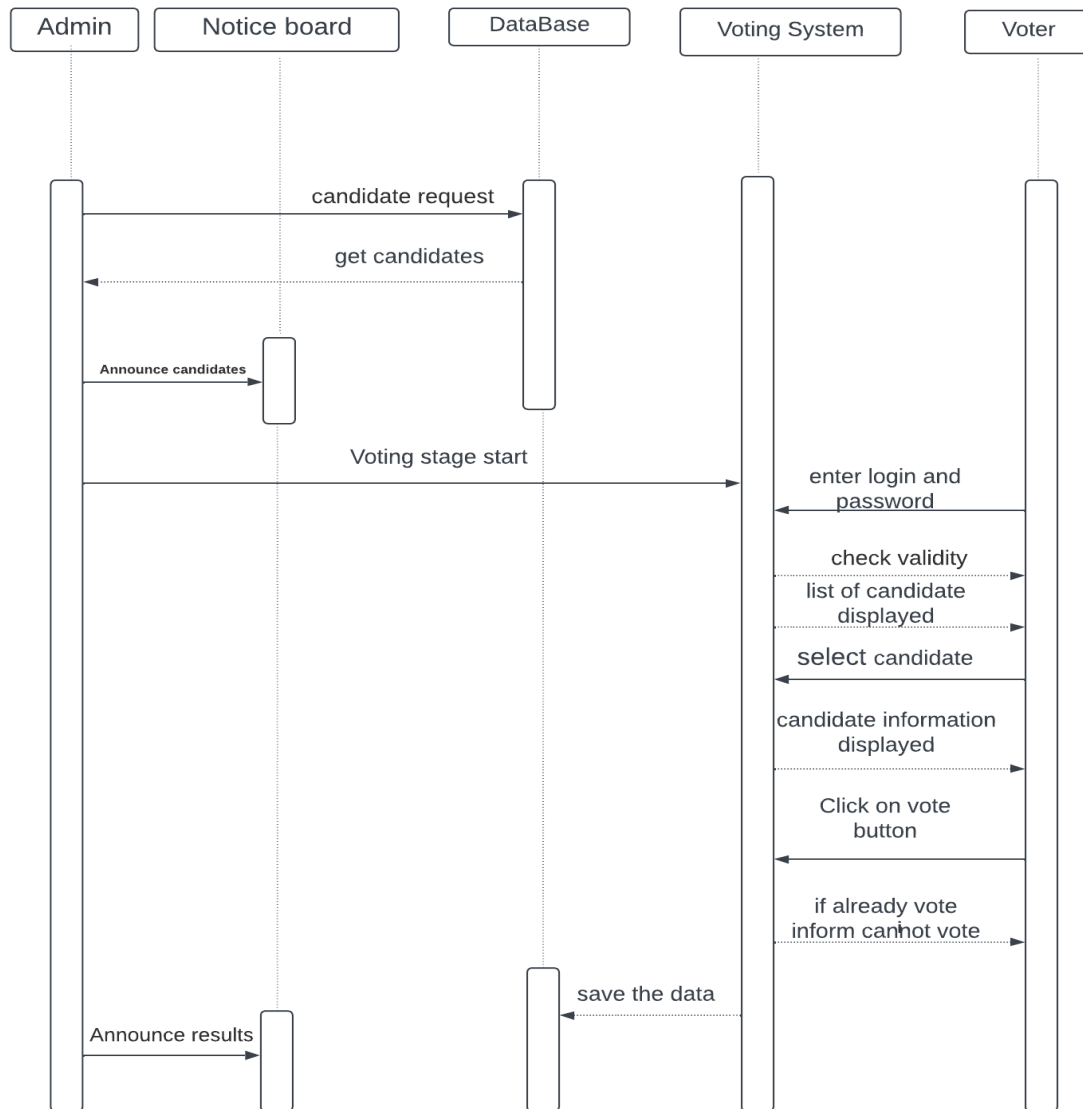 Admin
Notice board
DataBase
Voting System
Voter
candidate request
get candidates
Announce candidates
Voting stage start
enter login and
password
check validity
list of candidate
displayed
select candidate
candidate information
displayed
Click on vote
button
if already vote
inform cannot vote
i
save the data
Announce results